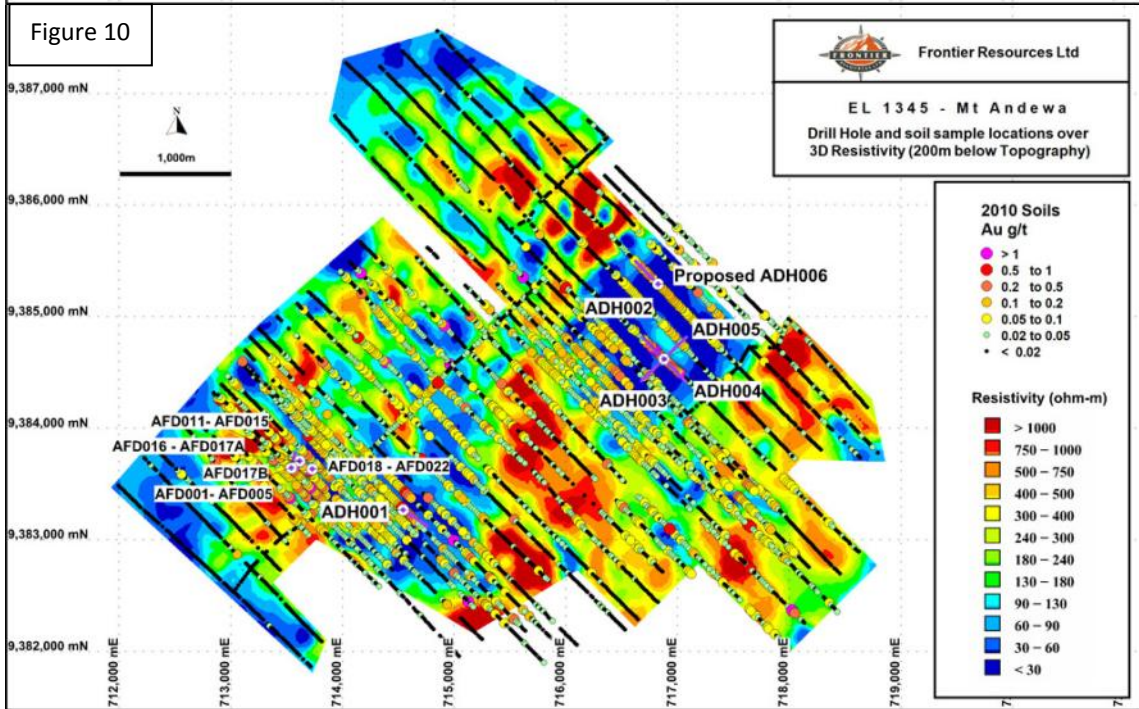 Figure 10
FRONTIER
Frontier Resources Ltd
EL 1345 - Mt Andewa
Drill Hole and soil sample locations over
3D Resistivity (200m below Topography)
9,387,000 mN
N
1,000m
9,386,000 mN
2010 Soils
Au g/t
> 1
0.5 to 1
0.2 to 0.5
0.1 to 0.2
0.05 to 0.1
0.02 to 0.05
< 0.02
Proposed ADH006
9,385,000 mN
ADH002
ADH005
ADH003
ADH004
9,384,000 mN
AFD011- AFD015
AFD016 - AFD017A
AFD017B
AFD018 - AFD022
AFD001- AFD005
ADH001
9,383,000 mN
Resistivity (ohm-m)
> 1000
750 – 1000
500 – 750
400 – 500
300 – 400
240 – 300
180 – 240
130 – 180
90 – 130
60 – 90
30 – 60
< 30
9,382,000 mN
712,000 mE
713,000 mE
714,000 mE
715,000 mE
716,000 mE
717,000 mE
718,000 mE
719,000 mE